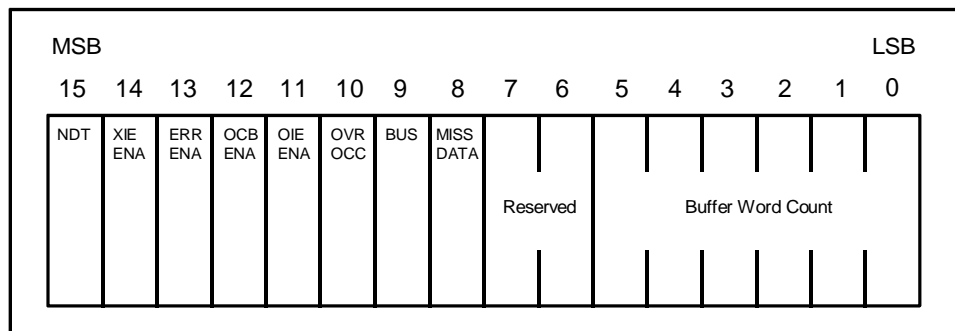 MSB LSB
15 14 13 12 11 10 9 8 7 6 5 4 3 2 1 0
NDT XIE ERR OCB OIE OVR BUS MISS
ENA ENA ENA ENA OCC DATA
Reserved Buffer Word Count